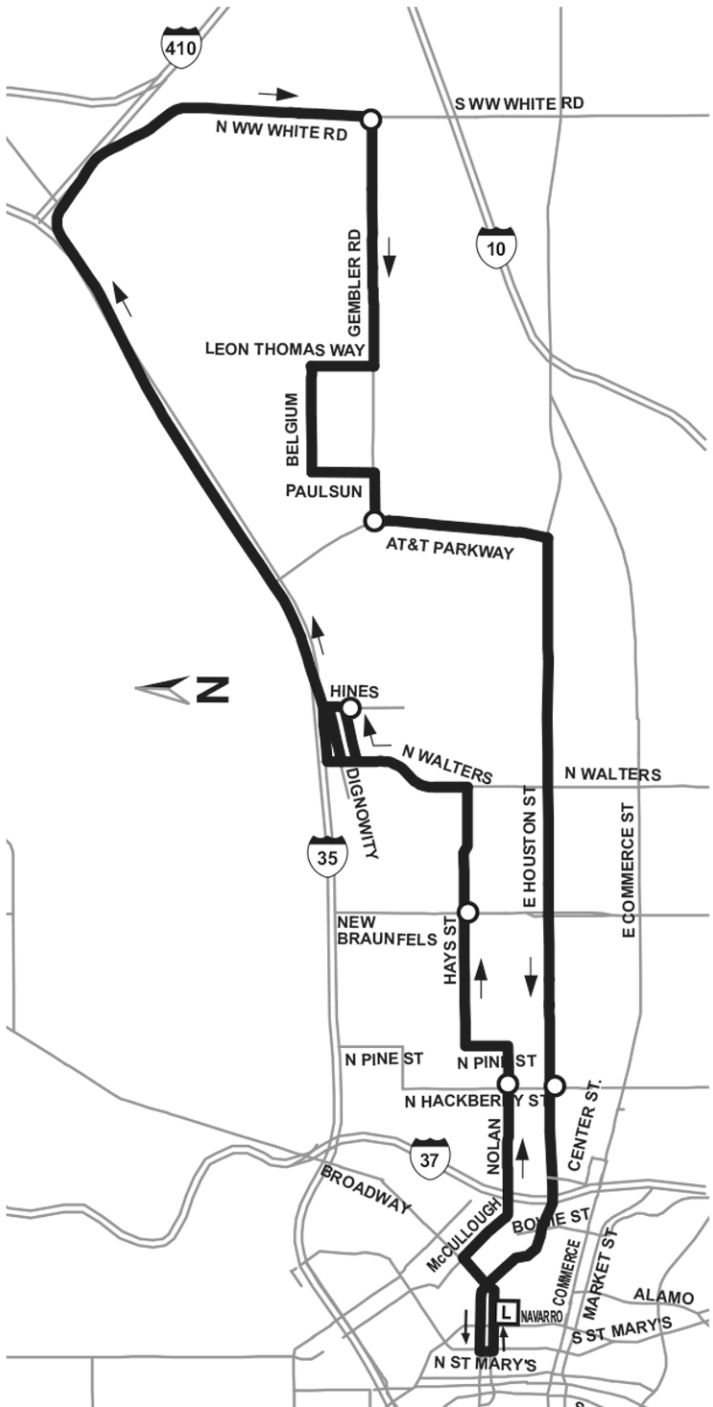 410
S WW WHITE RD
N WW WHITE RD
10
GEMBLER RD
LEON THOMAS WAY
BELGIUM
PAULSUN
AT&T PARKWAY
N
HINES
N WALTERS
N WALTERS
DIGNOWITY
E HOUSTON ST
E COMMERCE ST
35
NEW
BRAUNFELS
HAYS ST
N PINE ST
N PINE ST
N HACKBERRY ST
CENTER ST.
NOLAN
37
BROADWAY
McCULLOUGH
BOWIE ST
COMMERCE
MARKET ST
ALAMO
L
NAVARRO
S ST MARY'S
N ST MARY'S